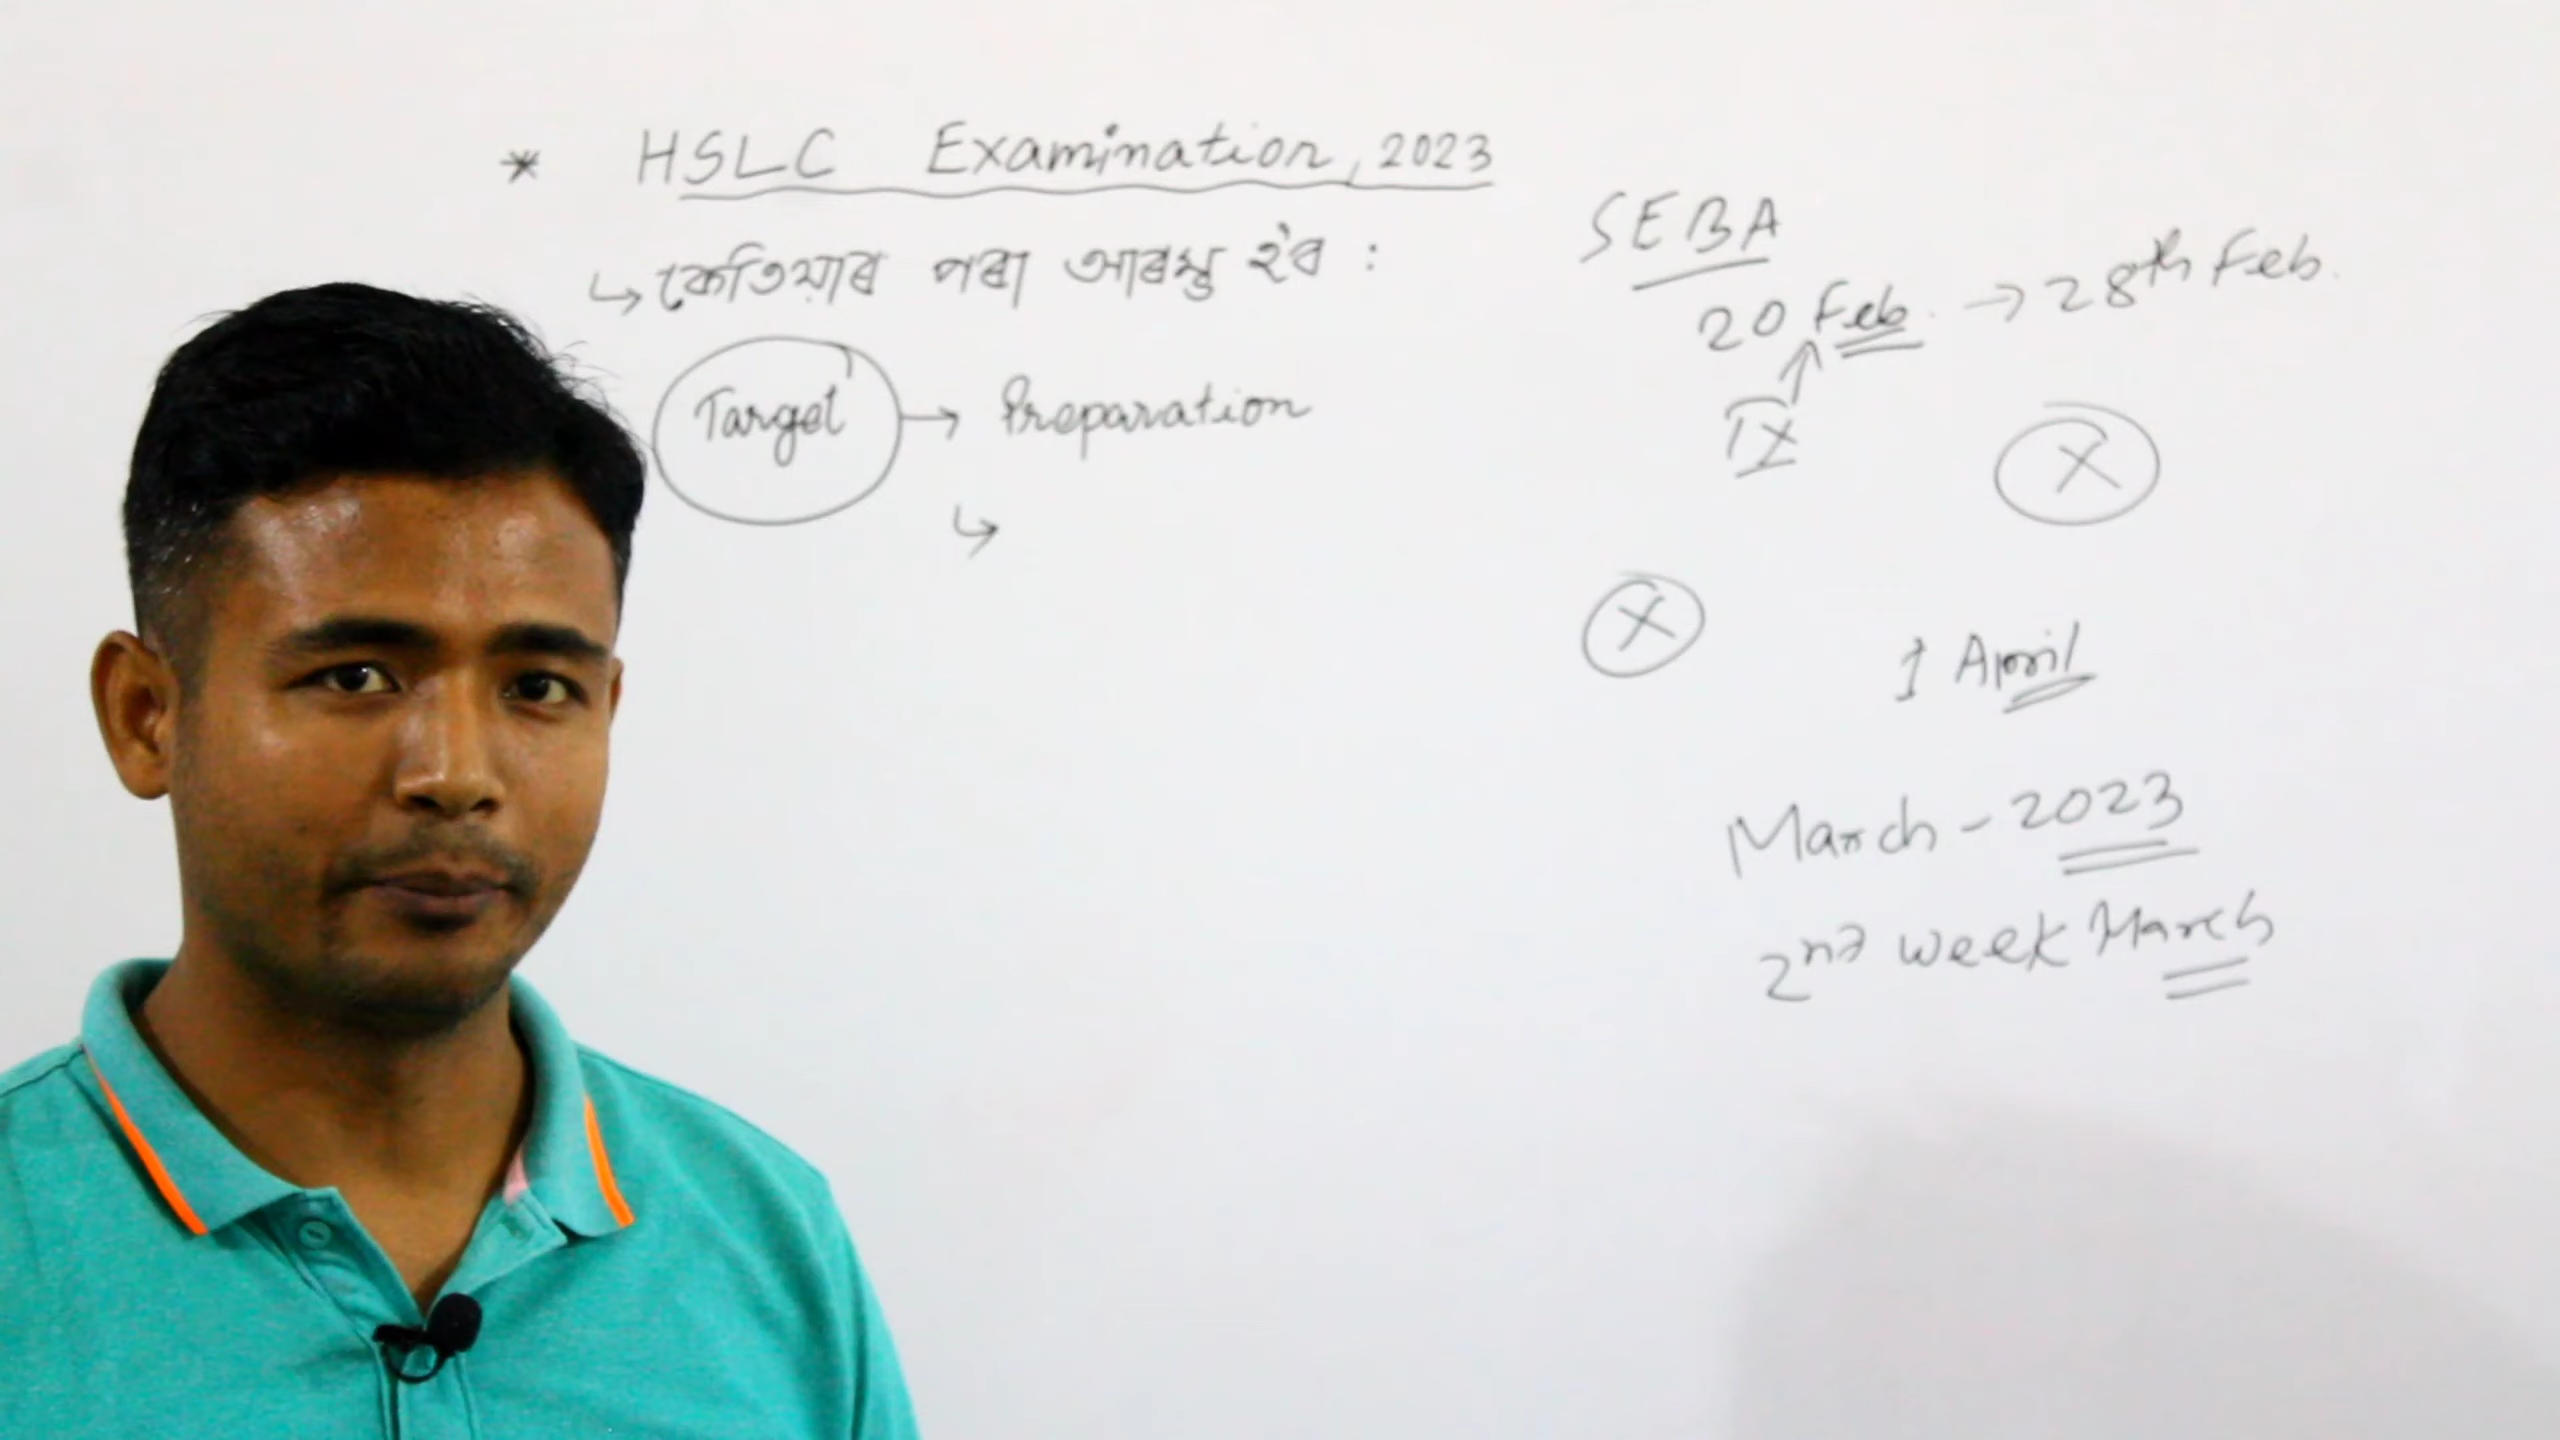 * HSLC Examination, 2023
↳ কেতিয়াৰ পৰা আৰম্ভ হ'ব :
Target → Preparation
↳
SEBA
20 Feb. → 28th Feb.
IX
X
X
1 April
March - 2023
2nd week March